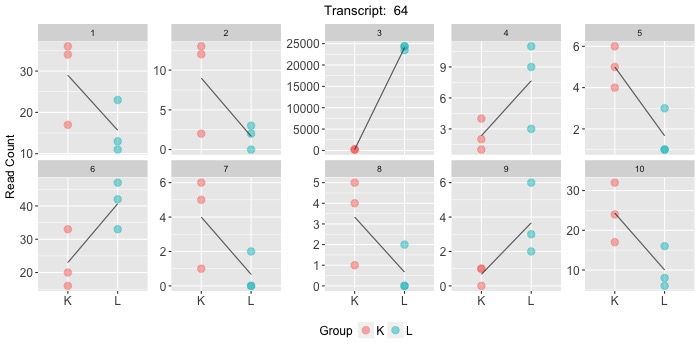 Transcript: 64
1 2 3 4 5
30 20 10
10 5 0
25000 20000 15000 10000 5000 0
9 6 3
6 4 2
Read Count
6 7 8 9 10
40 30 20
6 4 2 0
5 4 3 2 1 0
6 4 2 0
30 20 10
K L K L K L K L K L
Group K L